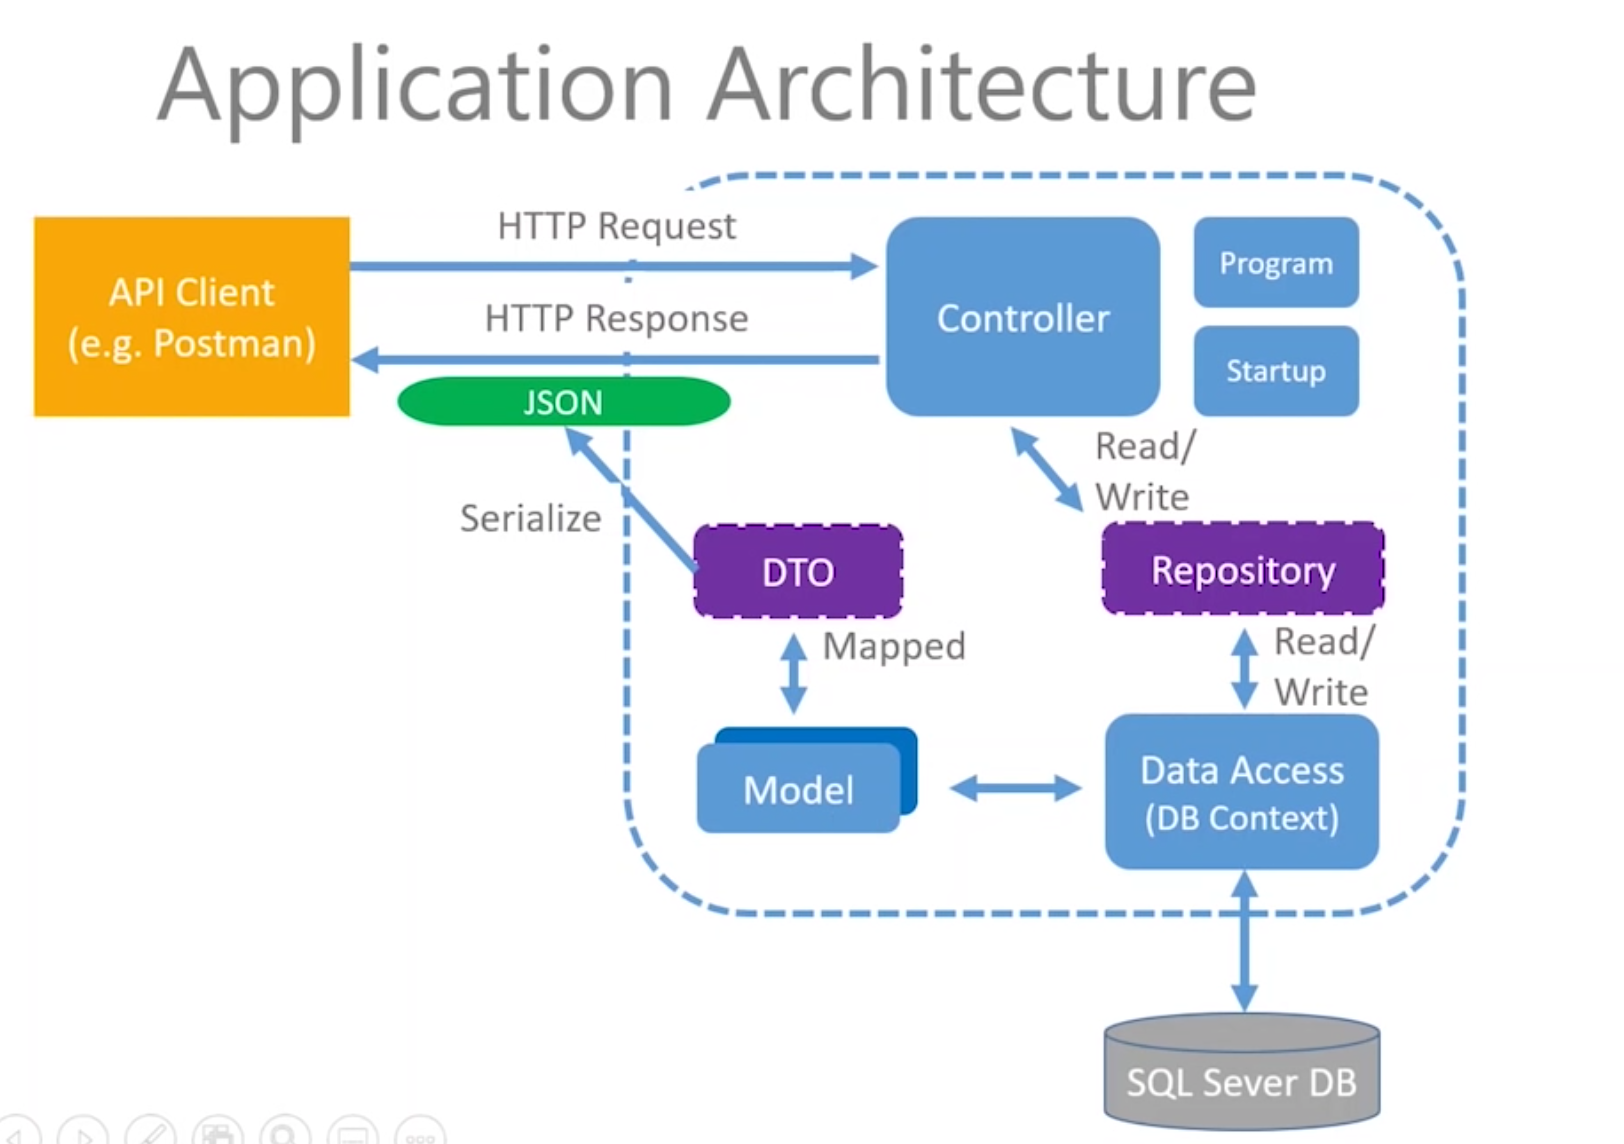 Application Architecture
HTTP Request
API Client
(e.g. Postman)
HTTP Response
JSON
Controller
Program
Startup
Read/
Write
Serialize
DTO
Repository
Mapped
Read/
Write
Model
Data Access
(DB Context)
SQL Sever DB